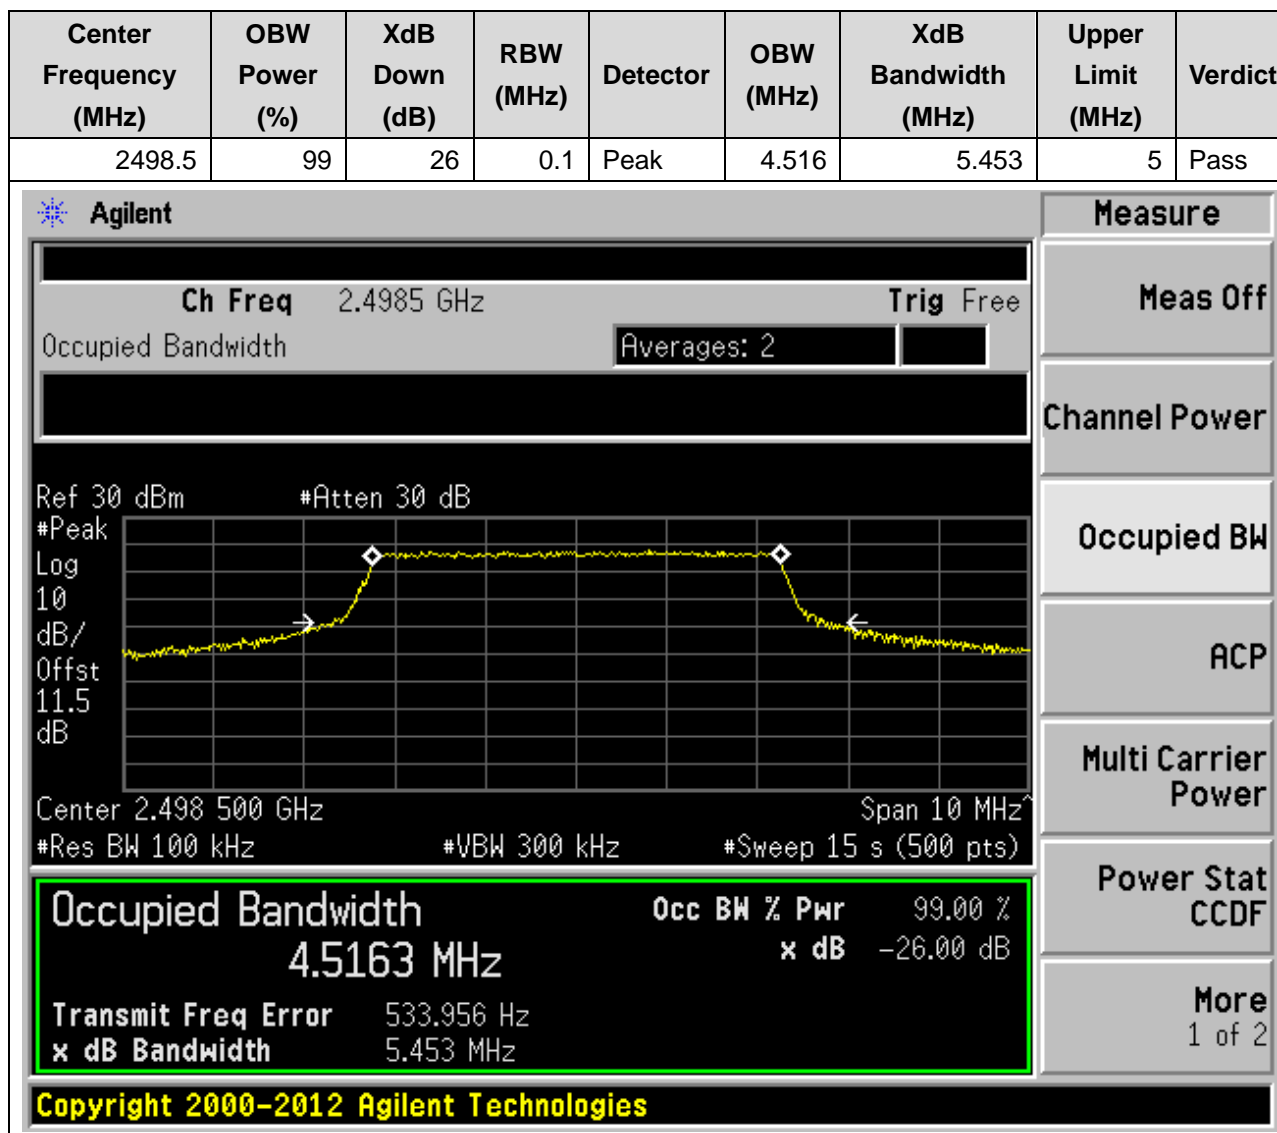 Center Frequency (MHz) OBW Power (%) XdB Down (dB) RBW (MHz) Detector OBW (MHz) XdB Bandwidth (MHz) Upper Limit (MHz) Verdict
2498.5 99 26 0.1 Peak 4.516 5.453 5 Pass
Agilent
Measure
Ch Freq 2.4985 GHz Trig Free
Occupied Bandwidth Averages: 2
Meas Off
Channel Power
Ref 30 dBm #Atten 30 dB
#Peak
Log
10
dB/
Offst
11.5
dB
Occupied BW
ACP
Multi Carrier
Power
Center 2.498 500 GHz Span 10 MHz^
#Res BW 100 kHz #VBW 300 kHz #Sweep 15 s (500 pts)
Power Stat
CCDF
Occupied Bandwidth Occ BW % Pwr 99.00 %
4.5163 MHz x dB -26.00 dB
Transmit Freq Error 533.956 Hz
x dB Bandwidth 5.453 MHz
More
1 of 2
Copyright 2000-2012 Agilent Technologies